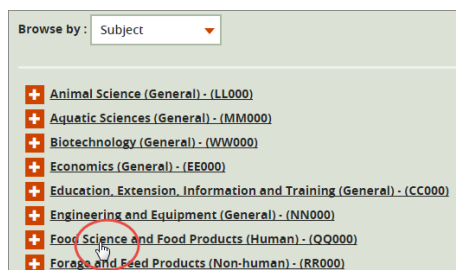 Browse by : Subject
Animal Science (General) - (LL000)
Aquatic Sciences (General) - (MM000)
Biotechnology (General) - (WW000)
Economics (General) - (EE000)
Education, Extension, Information and Training (General) - (CC000)
Engineering and Equipment (General) - (NN000)
Food Science and Food Products (Human) - (QQ000)
Forage and Feed Products (Non-human) - (RR000)